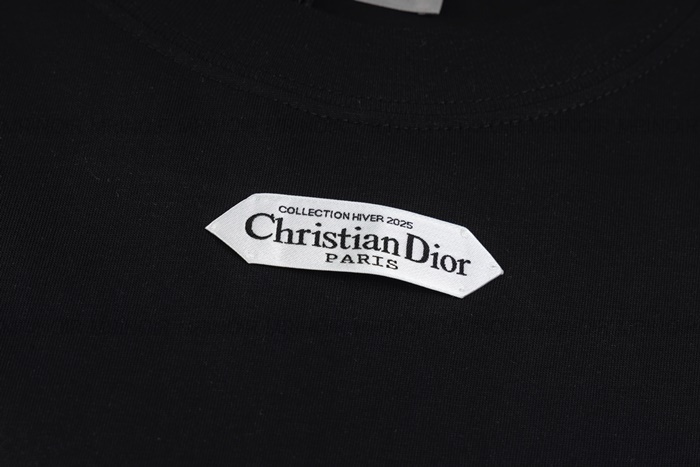 COLLECTION HIVER 2025
Christian Dior
PARIS